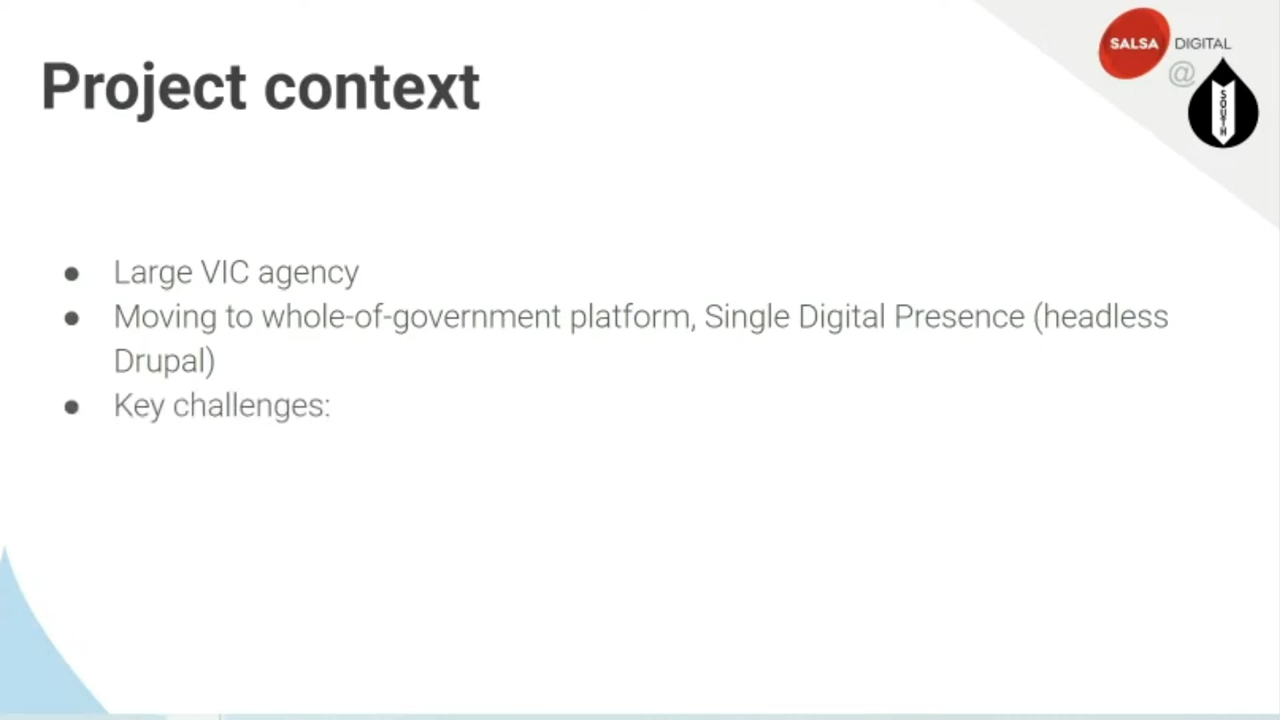 SALSA DIGITAL
@
SOUTH
Project context
● Large VIC agency
● Moving to whole-of-government platform, Single Digital Presence (headless
Drupal)
● Key challenges: